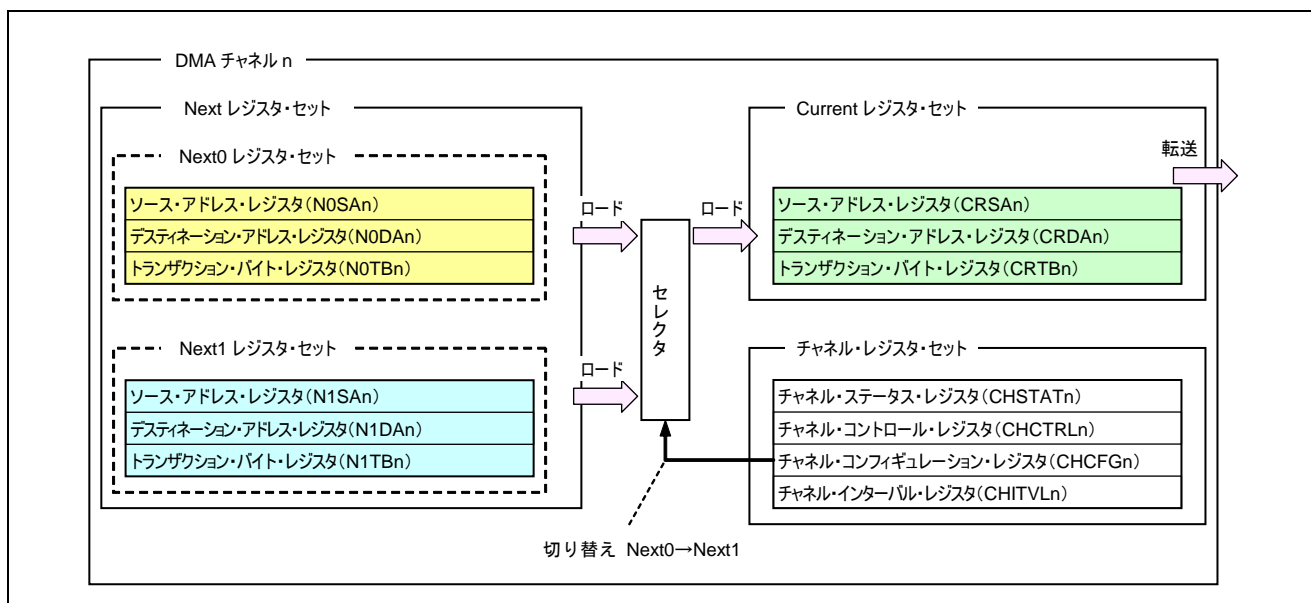 DMA チャネル n
Next レジスタ・セット
Next0 レジスタ・セット
ソース・アドレス・レジスタ(N0SAn)
デスティネーション・アドレス・レジスタ(N0DAn)
トランザクション・バイト・レジスタ(N0TBn)
Next1 レジスタ・セット
ソース・アドレス・レジスタ(N1SAn)
デスティネーション・アドレス・レジスタ(N1DAn)
トランザクション・バイト・レジスタ(N1TBn)
ロード
ロード
セレクタ
ロード
切り替え Next0→Next1
Current レジスタ・セット
転送
ソース・アドレス・レジスタ(CRSAn)
デスティネーション・アドレス・レジスタ(CRDAn)
トランザクション・バイト・レジスタ(CRTBn)
チャネル・レジスタ・セット
チャネル・ステータス・レジスタ(CHSTATn)
チャネル・コントロール・レジスタ(CHCTRLn)
チャネル・コンフィギュレーション・レジスタ(CHCFGn)
チャネル・インターバル・レジスタ(CHITVLn)